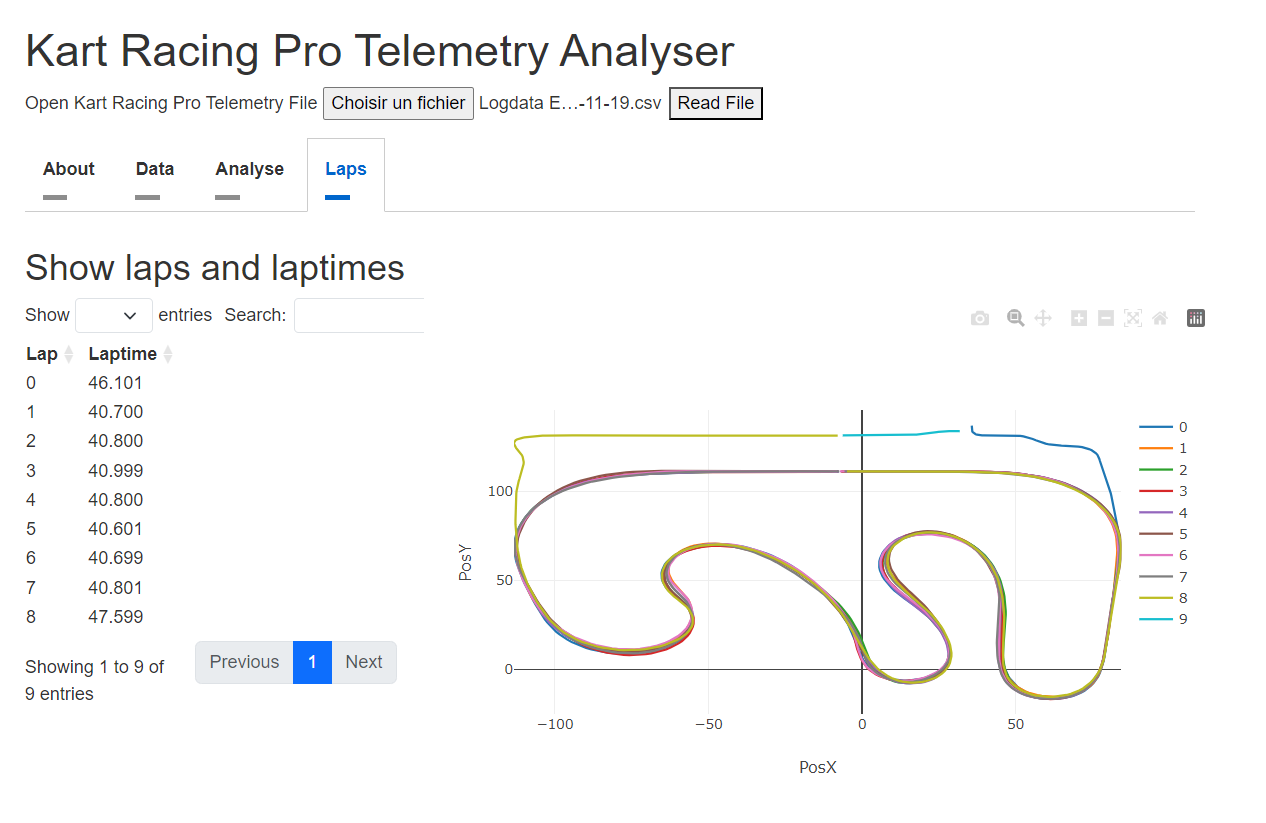 Kart Racing Pro Telemetry Analyser
Open Kart Racing Pro Telemetry File Choisir un fichier Logdata E…-11-19.csv Read File
About Data Analyse Laps
Show laps and laptimes
Show entries Search:
Lap Laptime
0 46.101
1 40.700
2 40.800
3 40.999
4 40.800
5 40.601
6 40.699
7 40.801
8 47.599
Showing 1 to 9 of
9 entries
Previous 1 Next
PosY
100
50
0
−100 −50 0 50
PosX
0
1
2
3
4
5
6
7
8
9